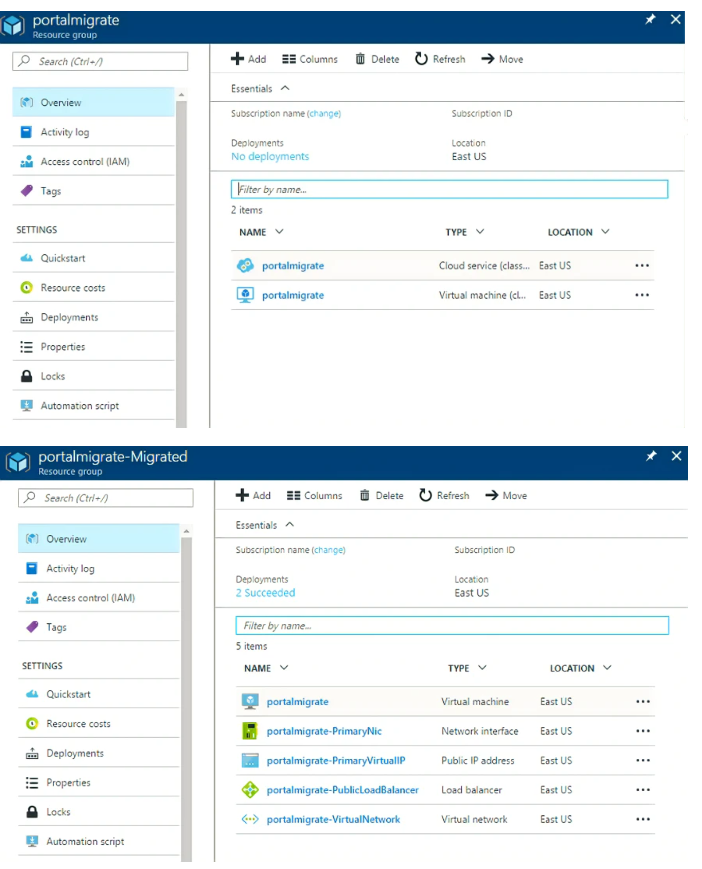 portalmigrate
Resource group
Search (Ctrl+/)
Overview
Activity log
Access control (IAM)
Tags
SETTINGS
Quickstart
Resource costs
Deployments
Properties
Locks
Automation script
Add Columns Delete Refresh Move
Essentials
Subscription name (change) Subscription ID
Deployments Location
No deployments East US
Filter by name...
2 items
NAME TYPE LOCATION
portalmigrate Cloud service (class... East US ...
portalmigrate Virtual machine (cl... East US ...
portalmigrate-Migrated
Resource group
Search (Ctrl+/)
Overview
Activity log
Access control (IAM)
Tags
SETTINGS
Quickstart
Resource costs
Deployments
Properties
Locks
Automation script
Add Columns Delete Refresh Move
Essentials
Subscription name (change) Subscription ID
Deployments Location
2 Succeeded East US
Filter by name...
5 items
NAME TYPE LOCATION
portalmigrate Virtual machine East US ...
portalmigrate-PrimaryNic Network interface East US ...
portalmigrate-PrimaryVirtualIP Public IP address East US ...
portalmigrate-PublicLoadBalancer Load balancer East US ...
portalmigrate-VirtualNetwork Virtual network East US ...